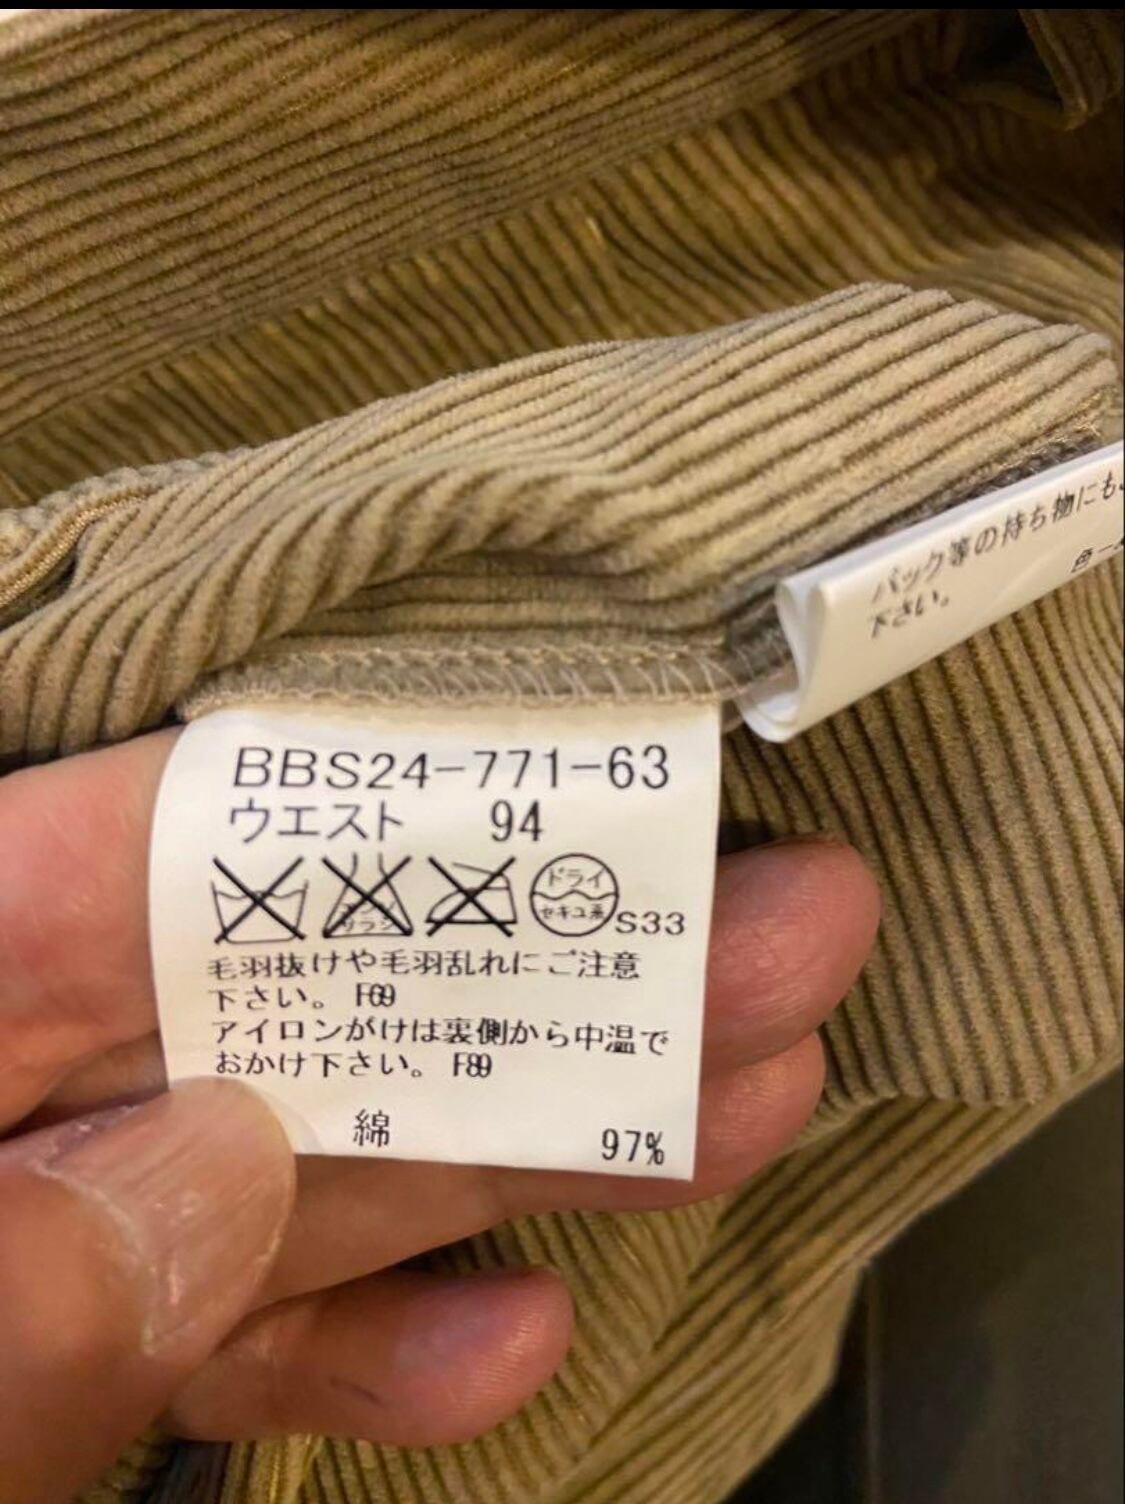 BBS24-771-63
ウエスト 94
ドライ
セキユ系
S33
毛羽抜けや毛羽乱れにご注意
下さい。 F69
アイロンがけは裏側から中温で
おかけ下さい。 F89
綿 97%
バック等の持ち物にも
色
下さい。